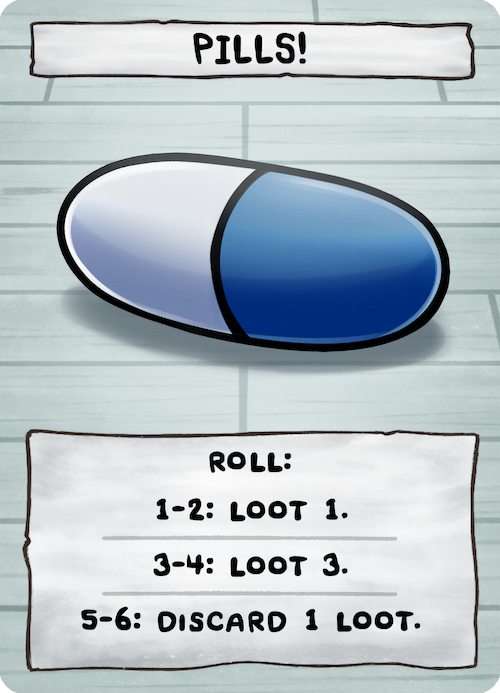 PILLS!
ROLL:
1-2: LOOT 1.
3-4: LOOT 3.
5-6: DISCARD 1 LOOT.